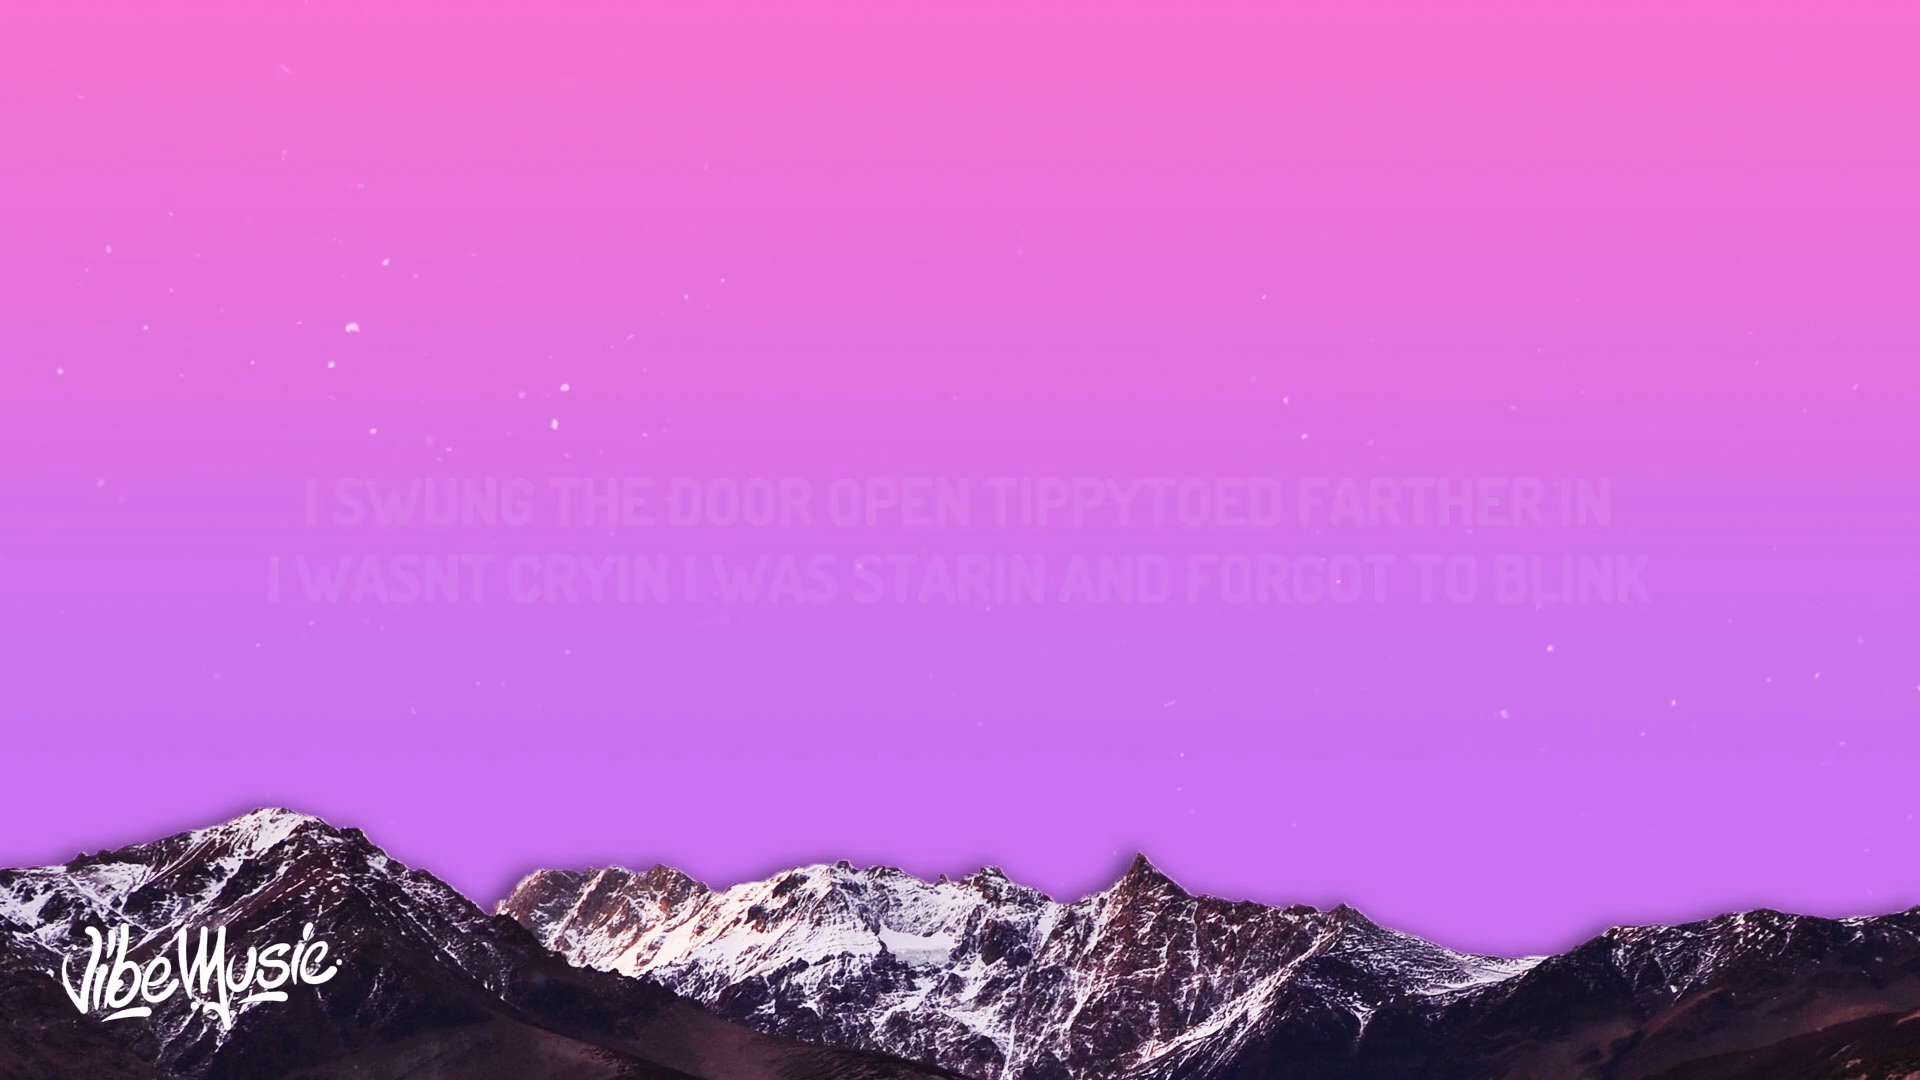 I SWUNG THE DOOR OPEN TIPPYTOED FARTHER IN
I WASNT CRYIN I WAS STARIN AND FORGOT TO BLINK
VibeMusic